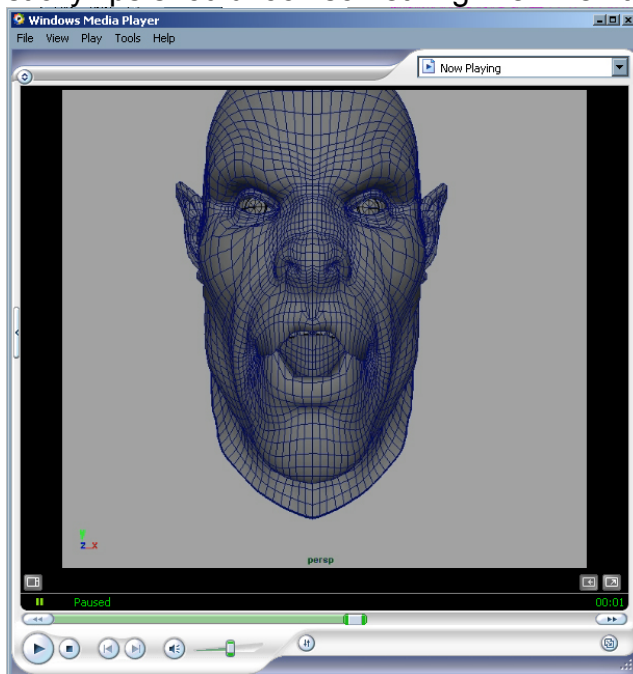 Windows Media Player
File View Play Tools Help
Now Playing
y
z x
persp
Paused 00:01